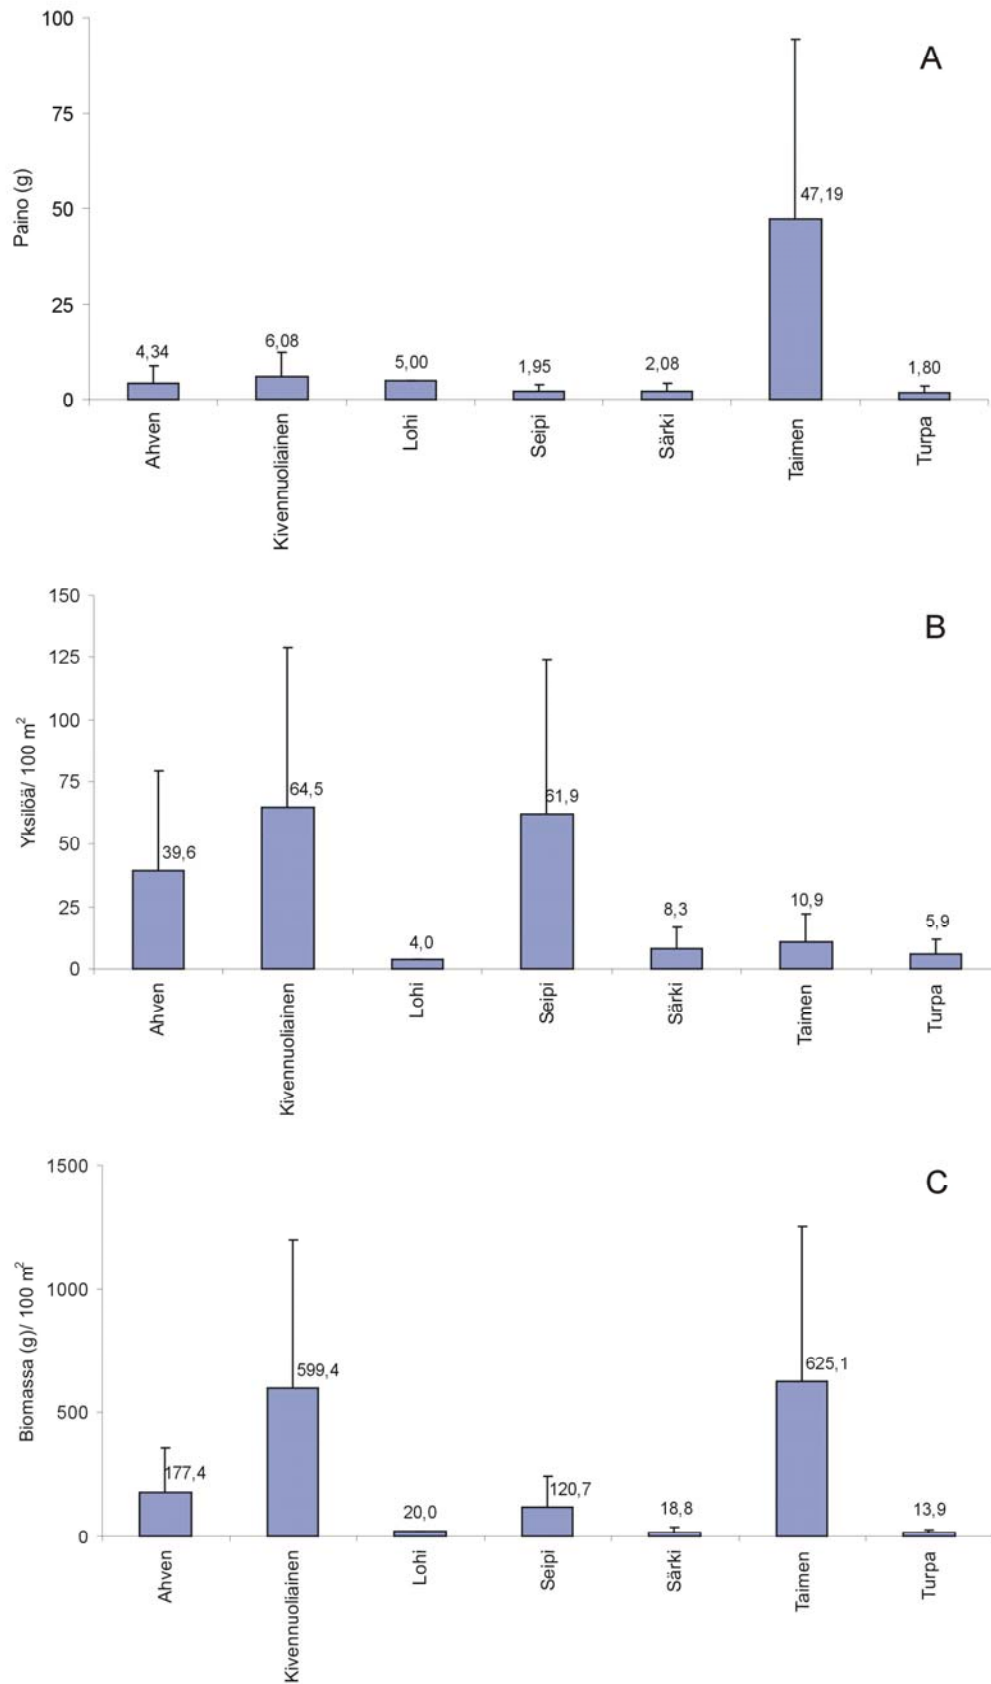 A
Paino (g)
100
75
50
25
0
4,34
6,08
5,00
1,95
2,08
47,19
1,80
Ahven
Kivennuoliainen
Lohi
Seipi
Särki
Taimen
Turpa
B
Yksilöä/ 100 m²
150
125
100
75
50
25
0
39,6
64,5
4,0
61,9
8,3
10,9
5,9
Ahven
Kivennuoliainen
Lohi
Seipi
Särki
Taimen
Turpa
C
Biomassa (g)/ 100 m²
1500
1000
500
0
177,4
599,4
20,0
120,7
18,8
625,1
13,9
Ahven
Kivennuoliainen
Lohi
Seipi
Särki
Taimen
Turpa